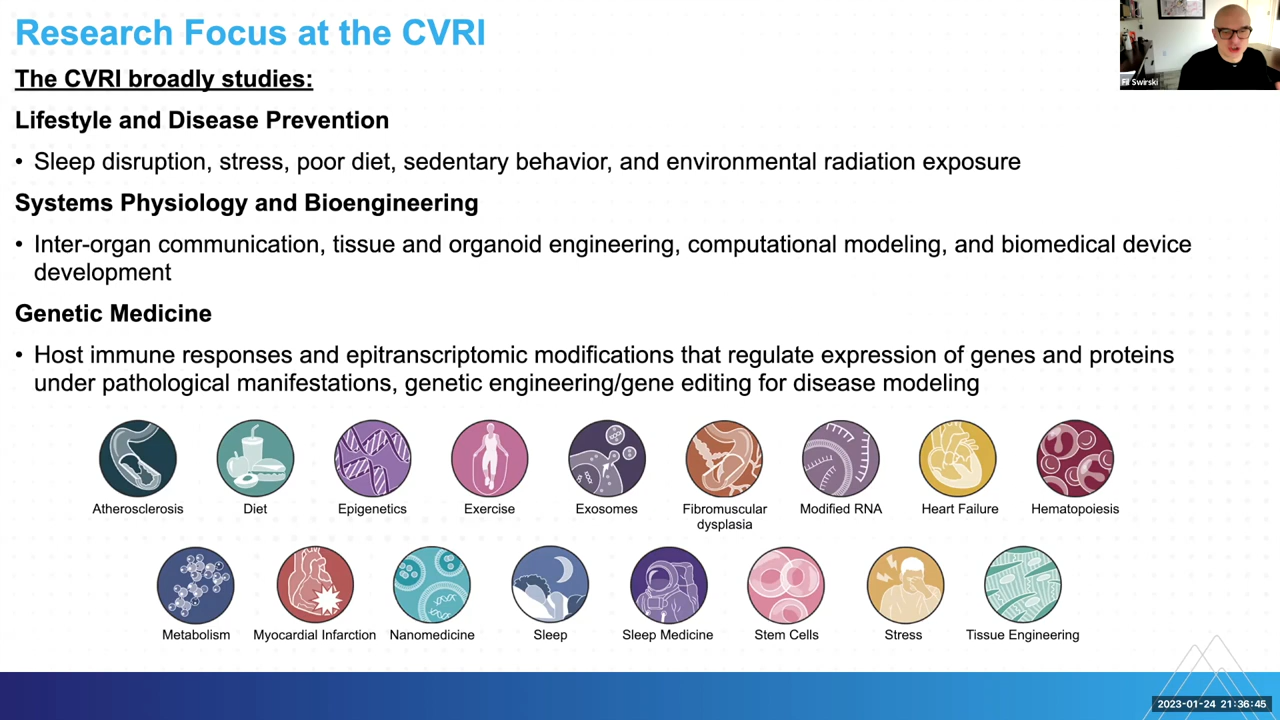 Research Focus at the CVRI
Fil Swirski
The CVRI broadly studies:
Lifestyle and Disease Prevention
• Sleep disruption, stress, poor diet, sedentary behavior, and environmental radiation exposure
Systems Physiology and Bioengineering
• Inter-organ communication, tissue and organoid engineering, computational modeling, and biomedical device
development
Genetic Medicine
• Host immune responses and epitranscriptomic modifications that regulate expression of genes and proteins
under pathological manifestations, genetic engineering/gene editing for disease modeling
Atherosclerosis
Diet
Epigenetics
Exercise
Exosomes
Fibromuscular
dysplasia
Modified RNA
Heart Failure
Hematopoiesis
Metabolism
Myocardial Infarction
Nanomedicine
Sleep
Sleep Medicine
Stem Cells
Stress
Tissue Engineering
2023-01-24 21:36:45